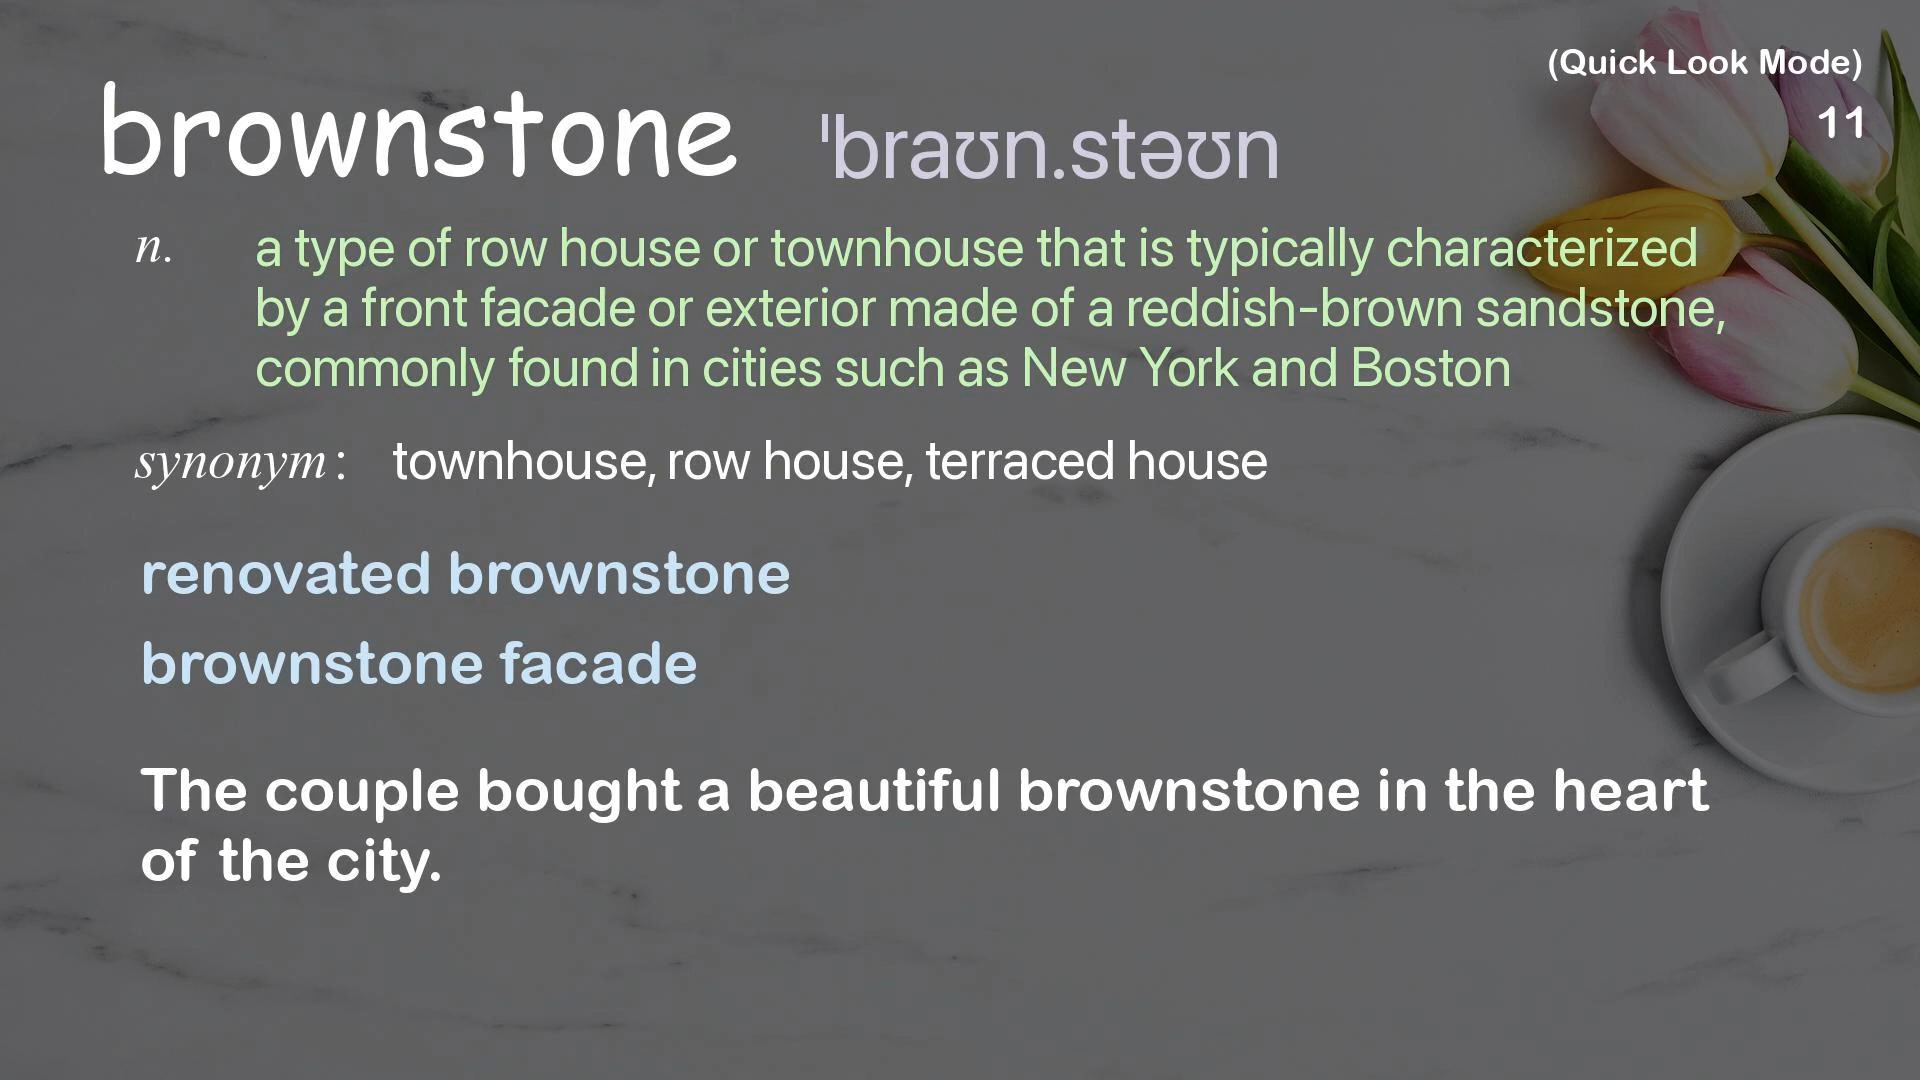 (Quick Look Mode)
brownstone ˈbraʊn.stəʊn
11
n. a type of row house or townhouse that is typically characterized
by a front facade or exterior made of a reddish-brown sandstone,
commonly found in cities such as New York and Boston
synonym: townhouse, row house, terraced house
renovated brownstone
brownstone facade
The couple bought a beautiful brownstone in the heart
of the city.